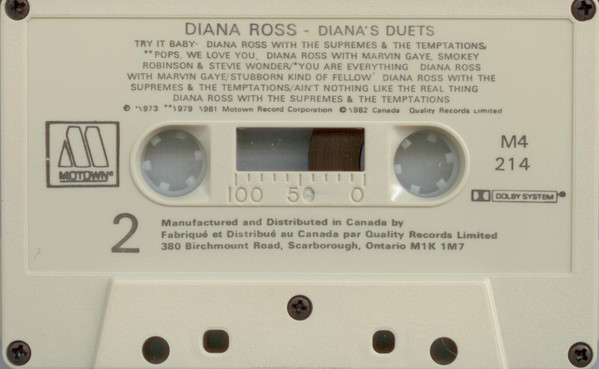 DIANA ROSS - DIANA'S DUETS
TRY IT BABY- DIANA ROSS WITH THE SUPREMES & THE TEMPTATIONS
**POPS, WE LOVE YOU, DIANA ROSS WITH MARVIN GAYE, SMOKEY
ROBINSON & STEVIE WONDER/*YOU ARE EVERYTHING DIANA ROSS
WITH MARVIN GAYE/STUBBORN KIND OF FELLOW' DIANA ROSS WITH THE
SUPREMES & THE TEMPTATIONS/AIN'T NOTHING LIKE THE REAL THING
DIANA ROSS WITH THE SUPREMES & THE TEMPTATIONS
℗ *1973 **1979 1981 Motown Record Corporation ℗1982 Canada Quality Records Limited
MOTOWN
100 50 0
M4
214
DOLBY SYSTEM
2
Manufactured and Distributed in Canada by
Fabriqué et Distribué au Canada par Quality Records Limited
380 Birchmount Road, Scarborough, Ontario M1K 1M7